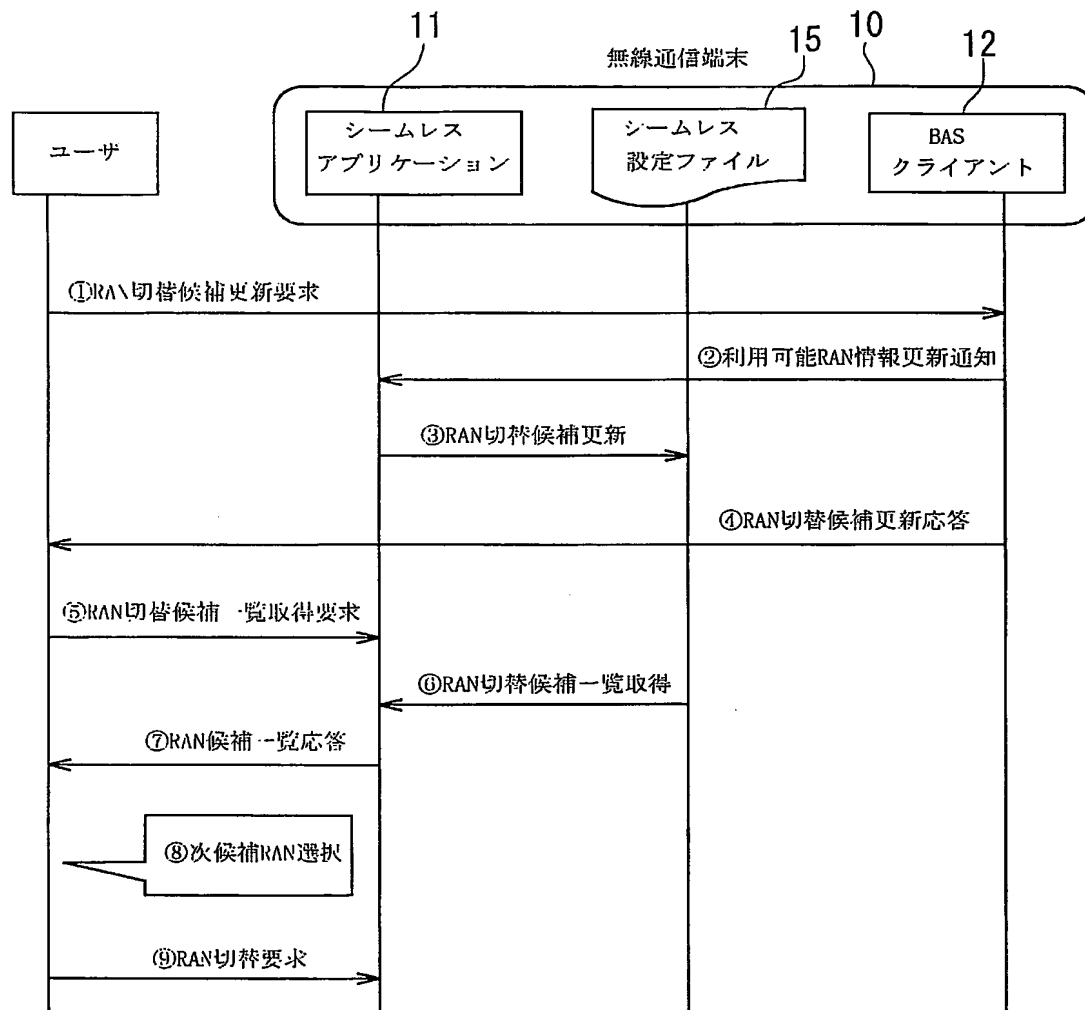 11
無線通信端末
15
10
12
ユーザ
シームレス
アプリケーション
シームレス
設定ファイル
BAS
クライアント
①RAN切替候補更新要求
②利用可能RAN情報更新通知
③RAN切替候補更新
④RAN切替候補更新応答
⑤RAN切替候補一覧取得要求
⑥RAN切替候補一覧取得
⑦RAN候補一覧応答
⑧次候補RAN選択
⑨RAN切替要求